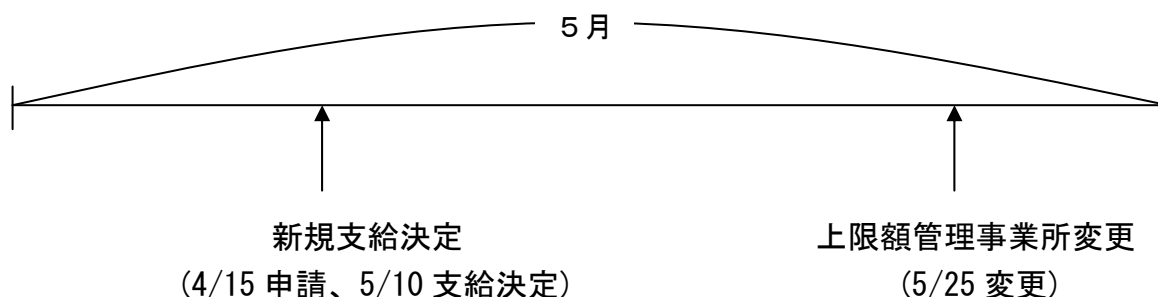 ５月
新規支給決定
(4/15 申請、5/10 支給決定)
上限額管理事業所変更
(5/25 変更)